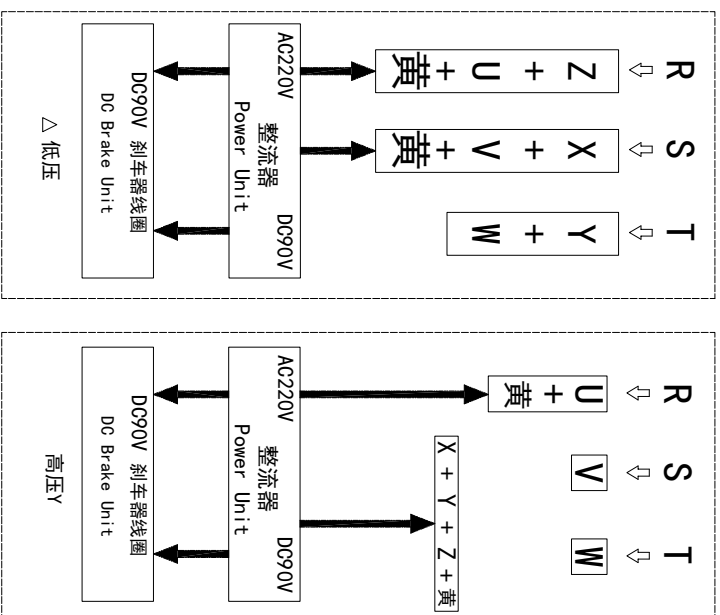 R S T
Z + U + 黄
X + V + 黄
Y + W
AC220V DC90V
整流器
Power Unit
DC90V 刹车器线圈
DC Brake Unit
△ 低压
R S T
U + 黄
V
W
X + Y + Z + 黄
AC220V DC90V
整流器
Power Unit
DC90V 刹车器线圈
DC Brake Unit
高压Y